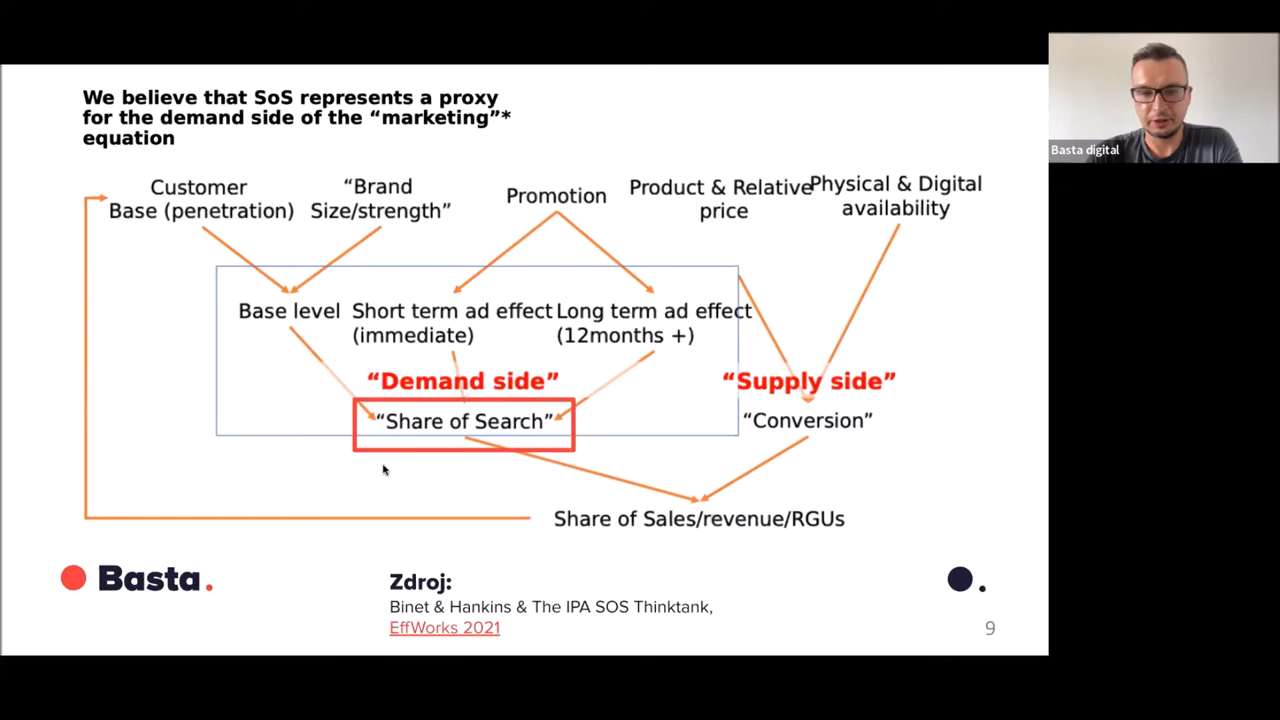 We believe that SoS represents a proxy
for the demand side of the “marketing”*
equation
Customer
Base (penetration)
“Brand
Size/strength”
Promotion
Product & Relative
price
Physical & Digital
availability
Base level
Short term ad effect
(immediate)
Long term ad effect
(12months +)
“Demand side”
“Supply side”
“Share of Search”
“Conversion”
Share of Sales/revenue/RGUs
Basta.
Zdroj:
Binet & Hankins & The IPA SOS Thinktank,
EffWorks 2021
9
Basta digital